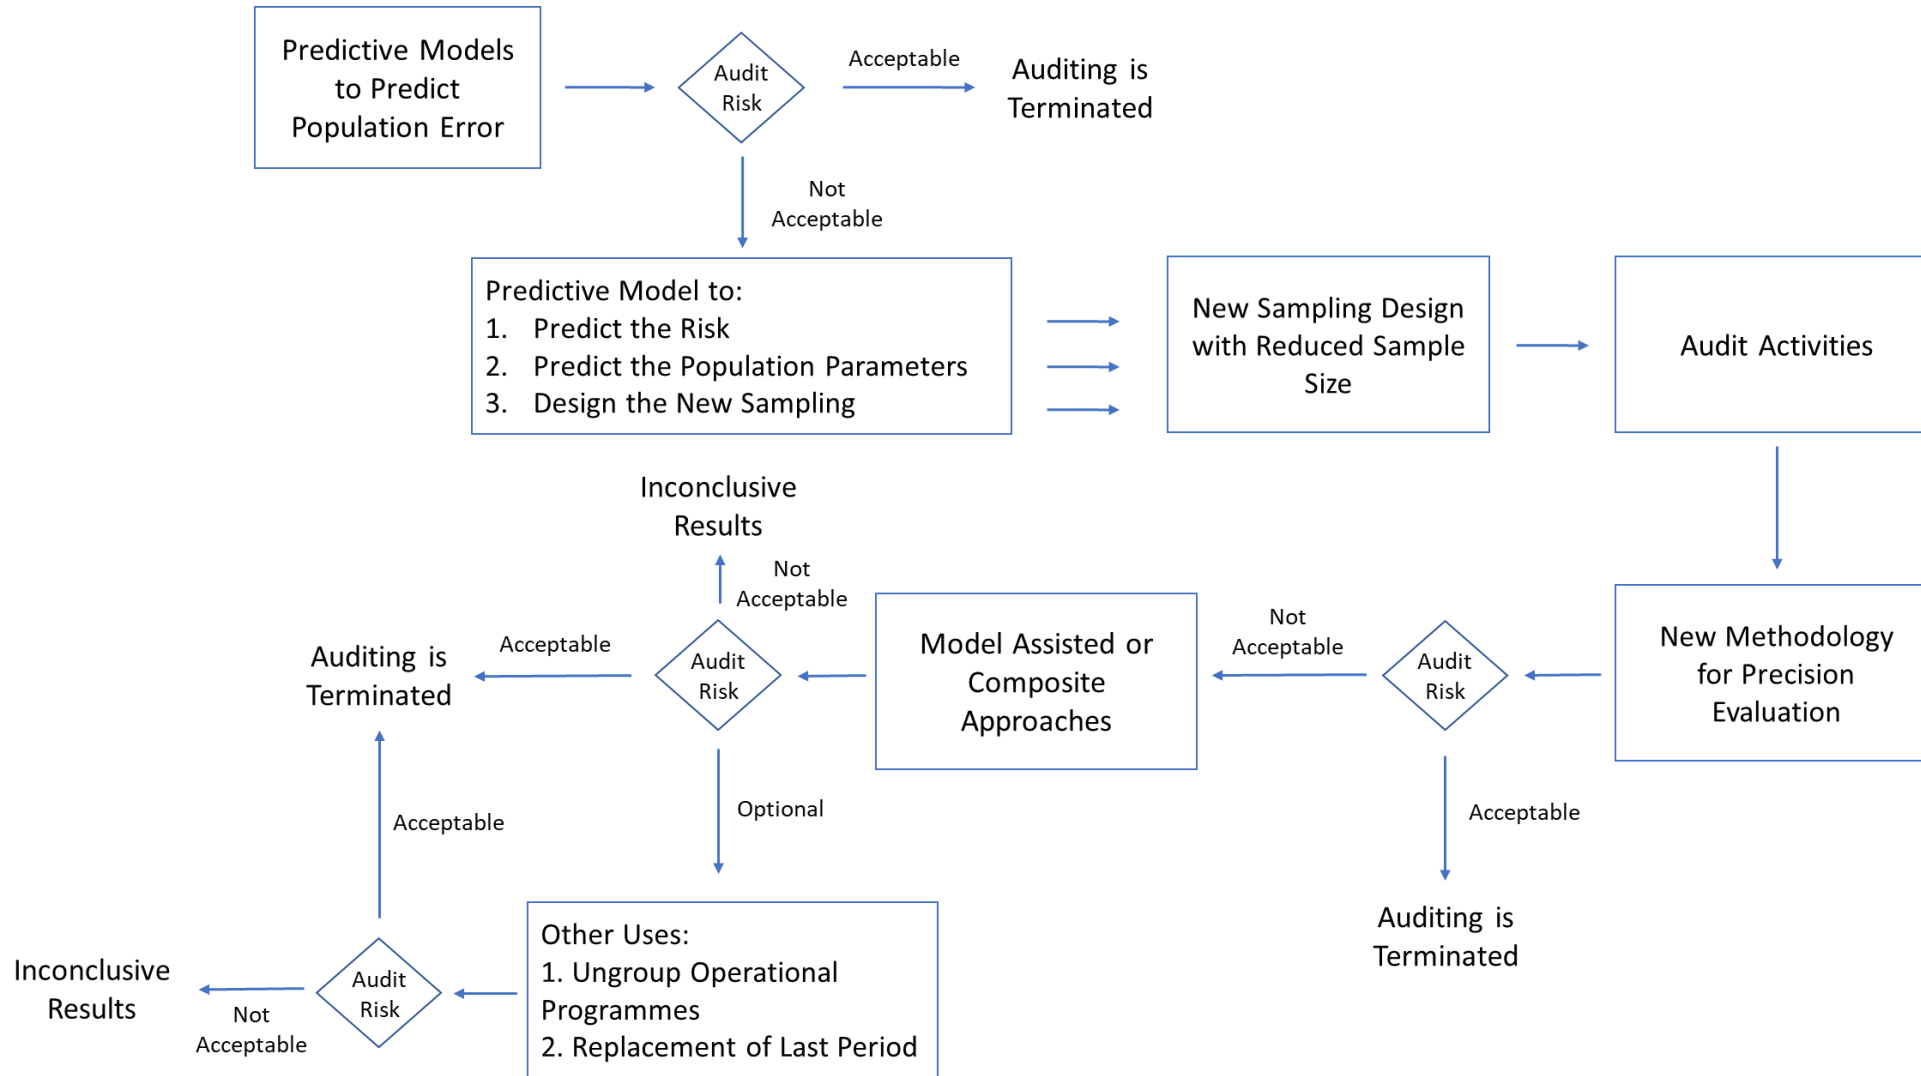 Predictive Models
to Predict
Population Error
Audit
Risk
Acceptable
Auditing is
Terminated
Not
Acceptable
Predictive Model to:
1. Predict the Risk
2. Predict the Population Parameters
3. Design the New Sampling
New Sampling Design
with Reduced Sample
Size
Audit Activities
Inconclusive
Results
Not
Acceptable
Auditing is
Terminated
Acceptable
Audit
Risk
Model Assisted or
Composite
Approaches
Not
Acceptable
Audit
Risk
New Methodology
for Precision
Evaluation
Acceptable
Optional
Acceptable
Auditing is
Terminated
Inconclusive
Results
Not
Acceptable
Audit
Risk
Other Uses:
1. Ungroup Operational
Programmes
2. Replacement of Last Period